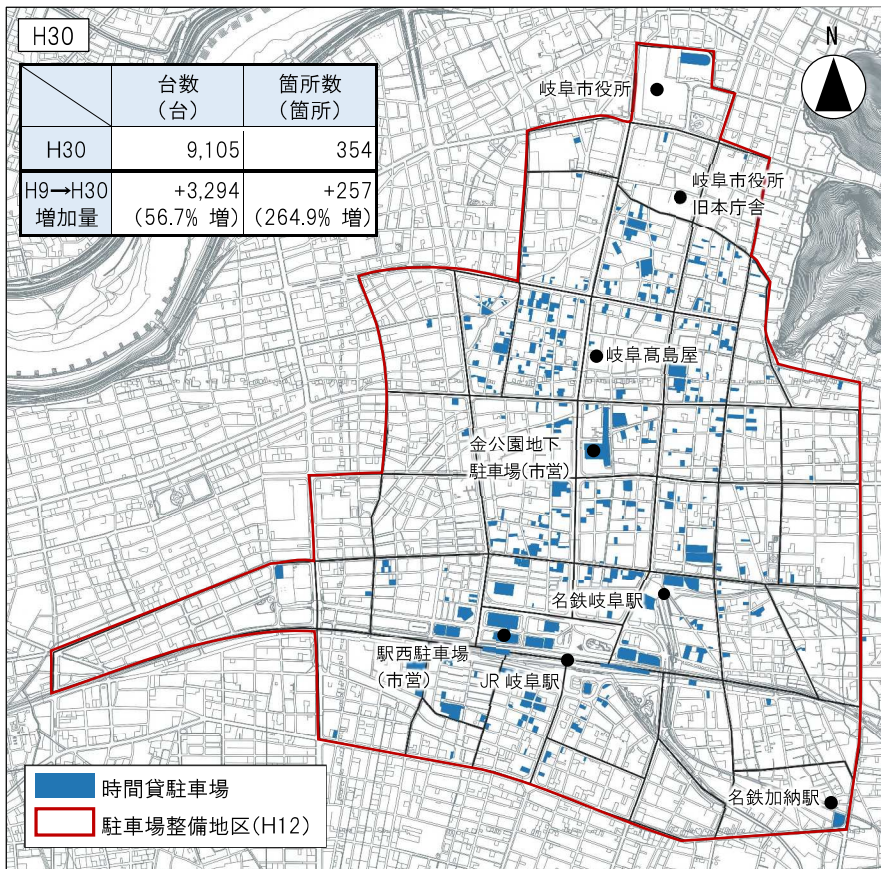 H30
台数
(台)
箇所数
(箇所)
H30
9,105
354
H9→H30
増加量
+3,294
(56.7% 増)
+257
(264.9% 増)
N
岐阜市役所
岐阜市役所
旧本庁舎
岐阜髙島屋
金公園地下
駐車場(市営)
名鉄岐阜駅
駅西駐車場
(市営)
JR 岐阜駅
名鉄加納駅
時間貸駐車場
駐車場整備地区(H12)